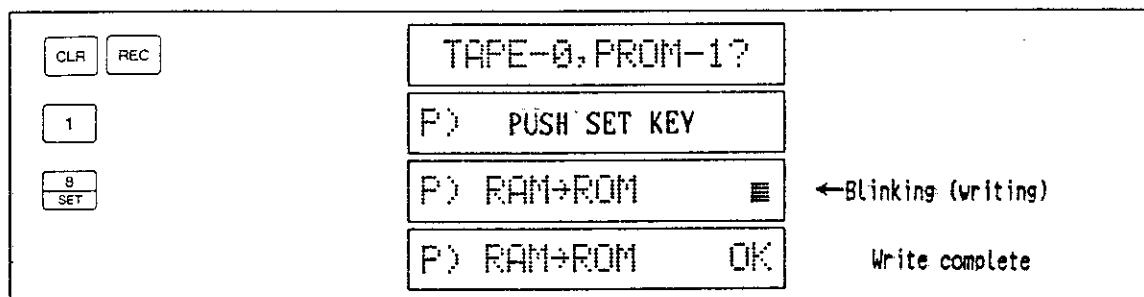 CLR REC TAPE-0,PROM-1?
1 P) PUSH SET KEY
8
SET P) RAM→ROM ←Blinking (writing)
P) RAM→ROM OK Write complete